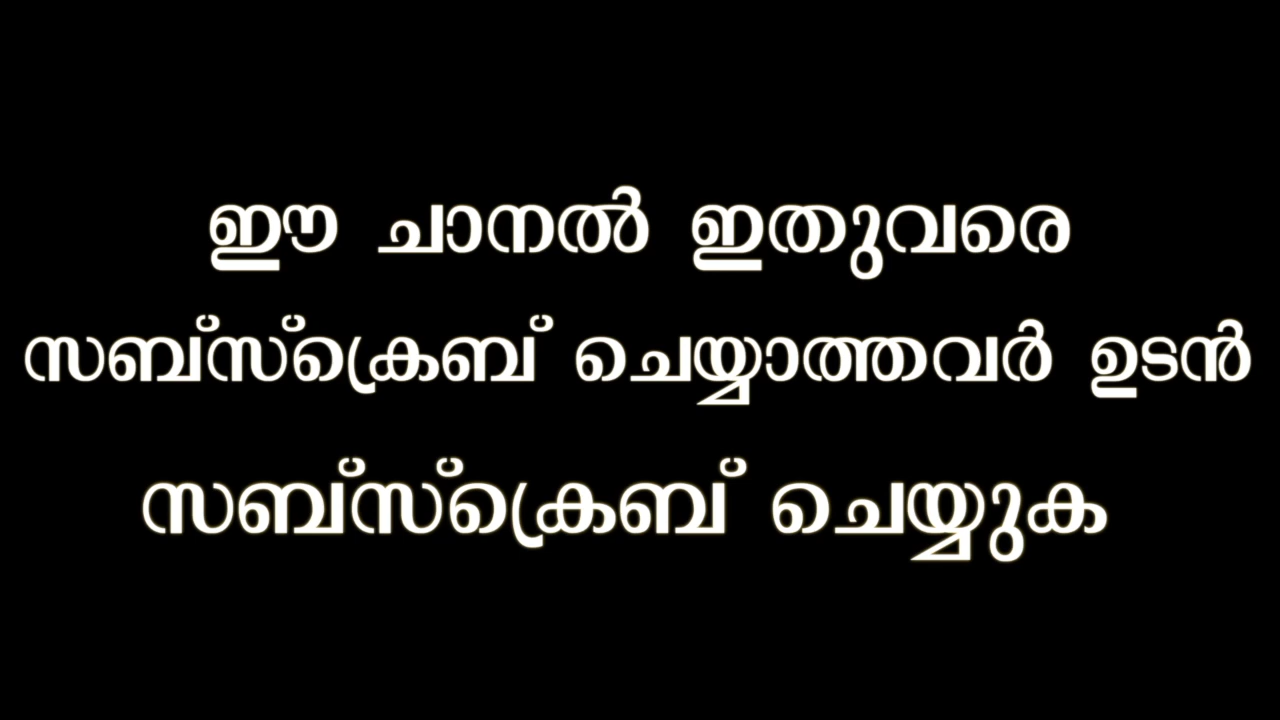 ഈ ചാനൽ ഇതുവരെ
സബ്സ്ക്രെബ് ചെയ്യാത്തവർ ഉടൻ
സബ്സ്ക്രെബ് ചെയ്യുക